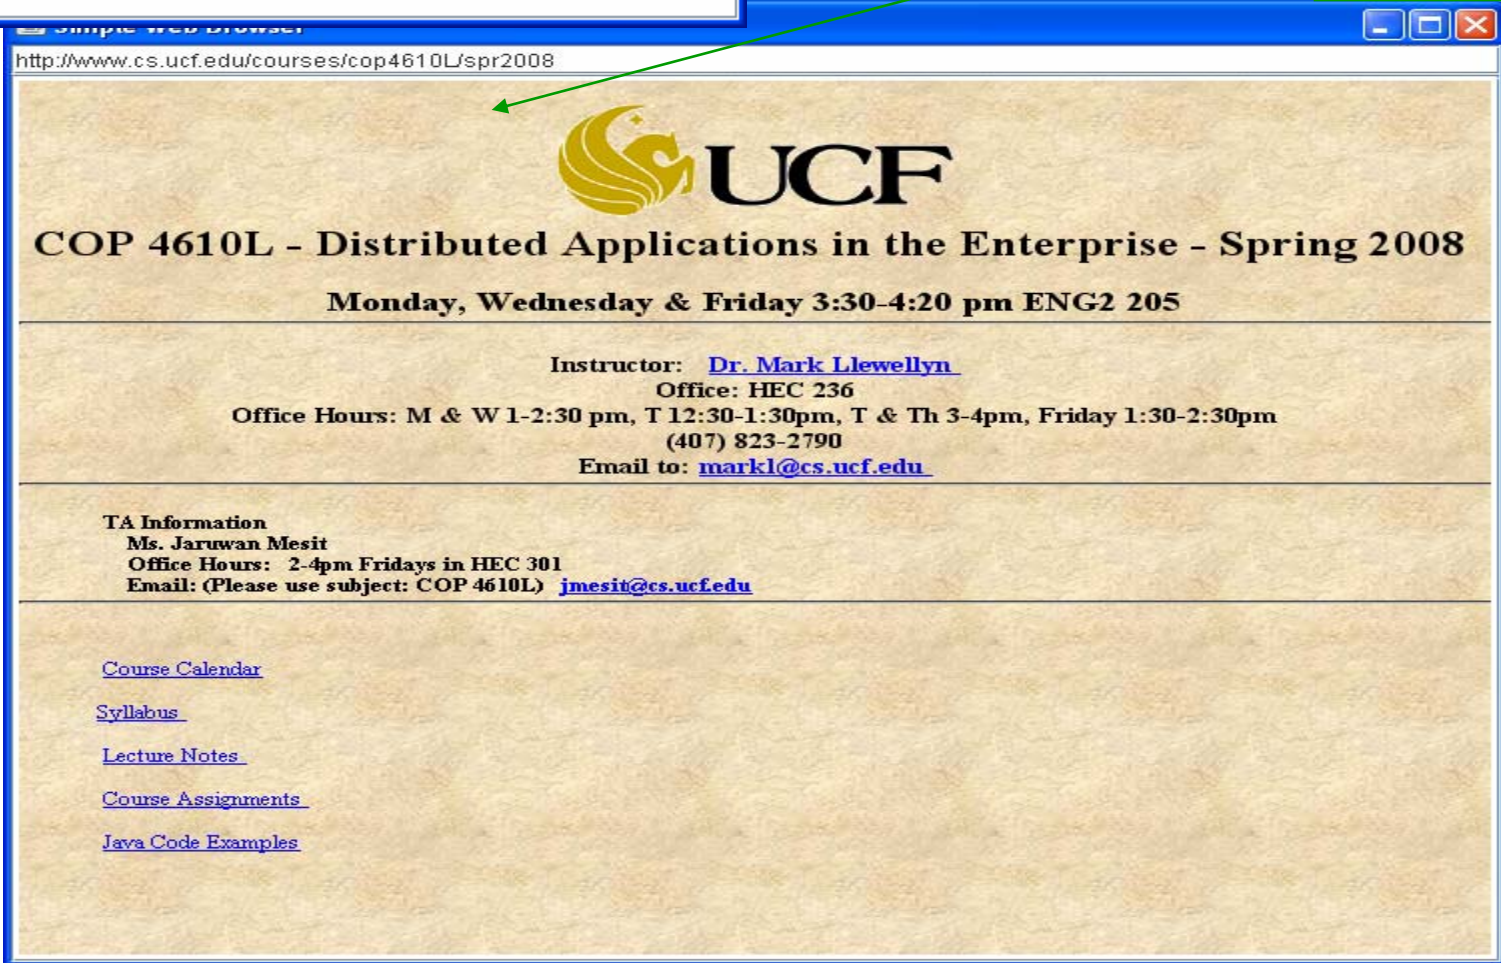 Simple Web Browser
http://www.cs.ucf.edu/courses/cop4610L/spr2008
UCF
COP 4610L - Distributed Applications in the Enterprise - Spring 2008
Monday, Wednesday & Friday 3:30-4:20 pm ENG2 205
Instructor: Dr. Mark Llewellyn
Office: HEC 236
Office Hours: M & W 1-2:30 pm, T 12:30-1:30pm, T & Th 3-4pm, Friday 1:30-2:30pm
(407) 823-2790
Email to: markl@cs.ucf.edu
TA Information
Ms. Jaruwan Mesit
Office Hours: 2-4pm Fridays in HEC 301
Email: (Please use subject: COP 4610L) jmesit@cs.ucf.edu
Course Calendar
Syllabus
Lecture Notes
Course Assignments
Java Code Examples